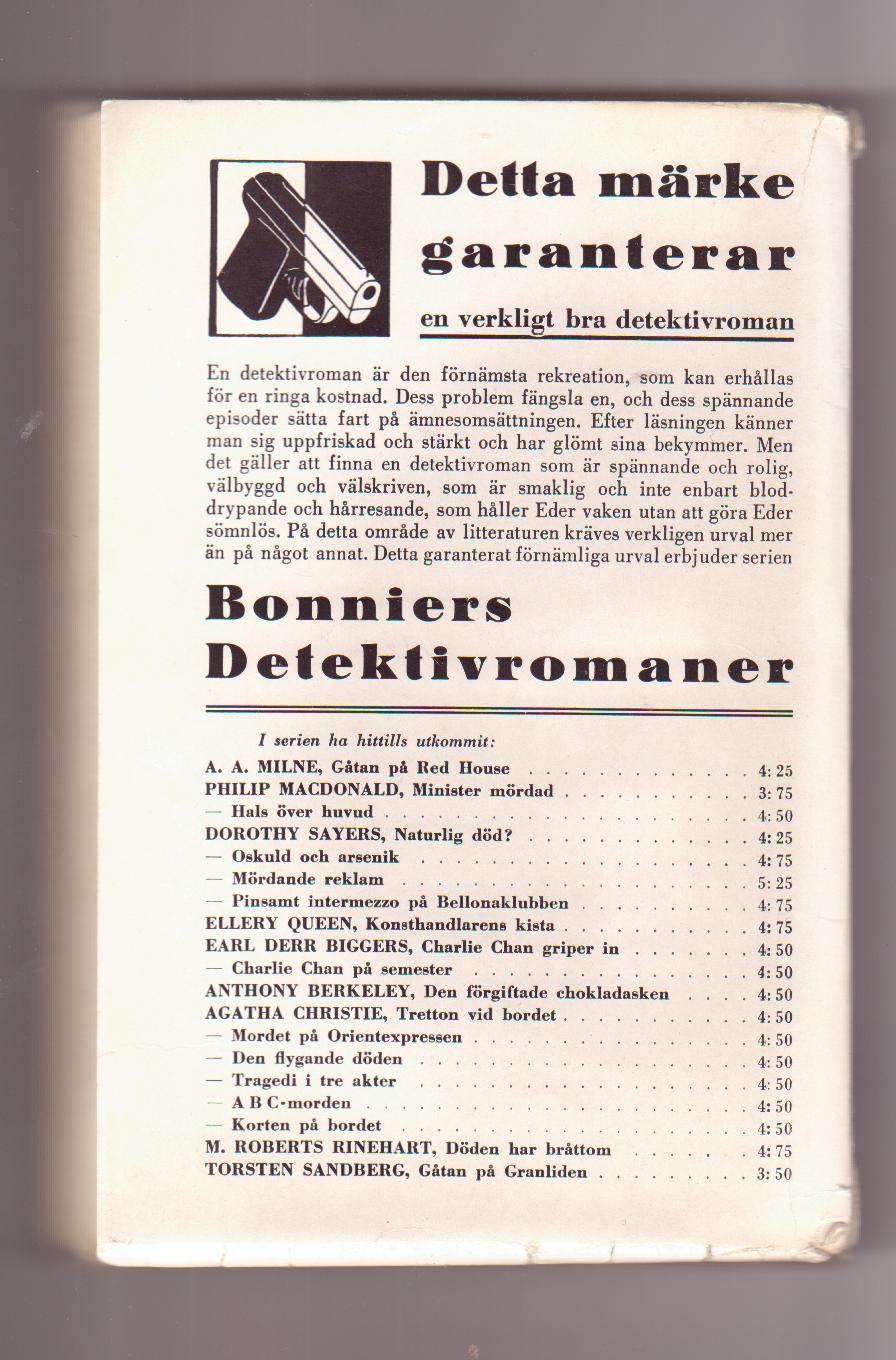 Detta märke
garanterar
en verkligt bra detektivroman
En detektivroman är den förnämsta rekreation, som kan erhållas
för en ringa kostnad. Dess problem fängsla en, och dess spännande
episoder sätta fart på ämnesomsättningen. Efter läsningen känner
man sig uppfriskad och stärkt och har glömt sina bekymmer. Men
det gäller att finna en detektivroman som är spännande och rolig,
välbyggd och välskriven, som är smaklig och inte enbart blod-
drypande och hårresande, som håller Eder vaken utan att göra Eder
sömnlös. På detta område av litteraturen kräves verkligen urval mer
än på något annat. Detta garanterat förnämliga urval erbjuder serien
Bonniers
Detektivromaner
I serien ha hittills utkommit:
A. A. MILNE, Gåtan på Red House . . . . . . . . . . . . . 4: 25
PHILIP MACDONALD, Minister mördad . . . . . . . . . . . 3: 75
— Hals över huvud . . . . . . . . . . . . . . . . . . . . . 4: 50
DOROTHY SAYERS, Naturlig död? . . . . . . . . . . . . . 4: 25
— Oskuld och arsenik . . . . . . . . . . . . . . . . . . . 4: 75
— Mördande reklam . . . . . . . . . . . . . . . . . . . . 5: 25
— Pinsamt intermezzo på Bellonaklubben . . . . . . . . . . 4: 75
ELLERY QUEEN, Konsthandlarens kista . . . . . . . . . . . 4: 75
EARL DERR BIGGERS, Charlie Chan griper in . . . . . . . 4: 50
— Charlie Chan på semester . . . . . . . . . . . . . . . . 4: 50
ANTHONY BERKELEY, Den förgiftade chokladasken . . . . 4: 50
AGATHA CHRISTIE, Tretton vid bordet . . . . . . . . . . . 4: 50
— Mordet på Orientexpressen . . . . . . . . . . . . . . . . 4: 50
— Den flygande döden . . . . . . . . . . . . . . . . . . . 4: 50
— Tragedi i tre akter . . . . . . . . . . . . . . . . . . . 4: 50
— A B C-morden . . . . . . . . . . . . . . . . . . . . . . 4: 50
— Korten på bordet . . . . . . . . . . . . . . . . . . . . 4: 50
M. ROBERTS RINEHART, Döden har bråttom . . . . . . 4: 75
TORSTEN SANDBERG, Gåtan på Granliden . . . . . . . . . 3: 50